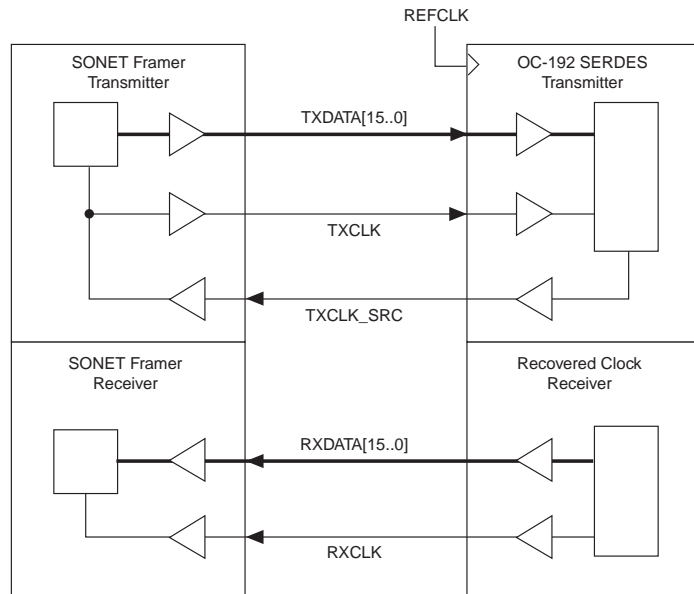 REFCLK
SONET Framer
Transmitter
OC-192 SERDES
Transmitter
TXDATA[15..0]
TXCLK
TXCLK_SRC
SONET Framer
Receiver
Recovered Clock
Receiver
RXDATA[15..0]
RXCLK